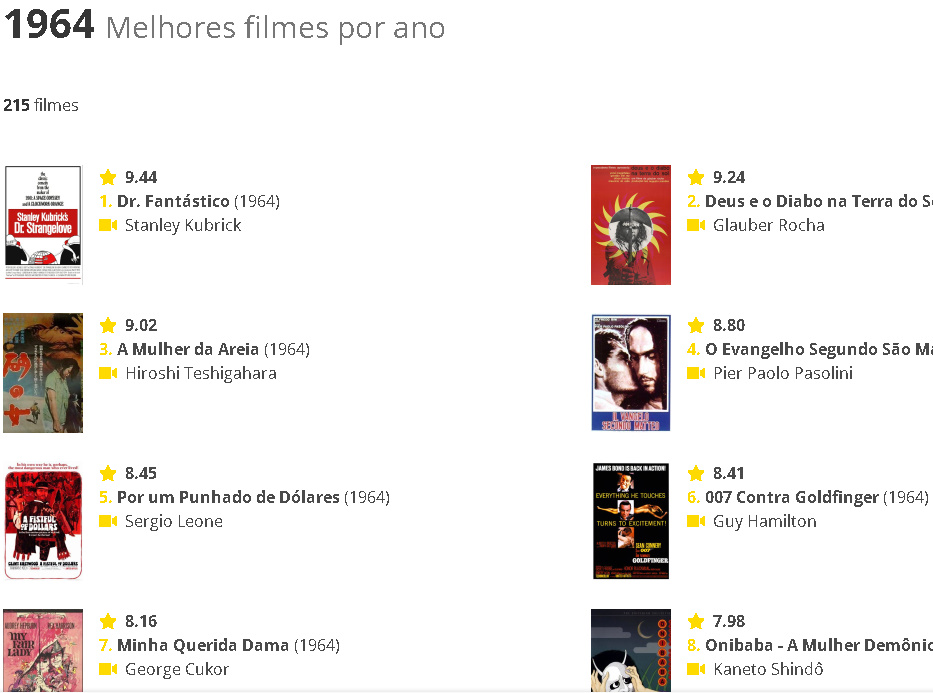 1964 Melhores filmes por ano
215 filmes
9.44
1. Dr. Fantástico (1964)
Stanley Kubrick
9.24
2. Deus e o Diabo na Terra do S
Glauber Rocha
9.02
3. A Mulher da Areia (1964)
Hiroshi Teshigahara
8.80
4. O Evangelho Segundo São Ma
Pier Paolo Pasolini
8.45
5. Por um Punhado de Dólares (1964)
Sergio Leone
8.41
6. 007 Contra Goldfinger (1964)
Guy Hamilton
8.16
7. Minha Querida Dama (1964)
George Cukor
7.98
8. Onibaba - A Mulher Demônic
Kaneto Shindô
Stanley Kubrick's
Dr. Strangelove
IL VANGELO
SECONDO MATTEO
A FISTFUL
OF DOLLARS
JAMES BOND IS BACK IN ACTION!
EVERYTHING HE TOUCHES
TURNS TO EXCITEMENT!
SEAN CONNERY
007
GOLDFINGER
AUDREY HEPBURN
REX HARRISON
MY
FAIR
LADY